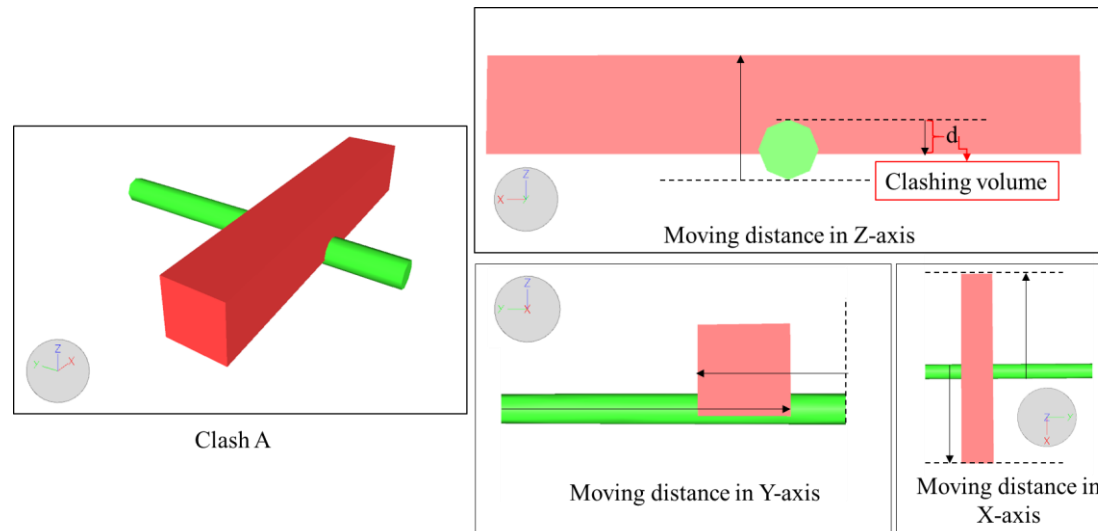 Z
Y
X
Clash A
d
Clashing volume
Z
X
Y
Moving distance in Z-axis
Z
Y
X
Moving distance in Y-axis
Z
Y
X
Moving distance in
X-axis